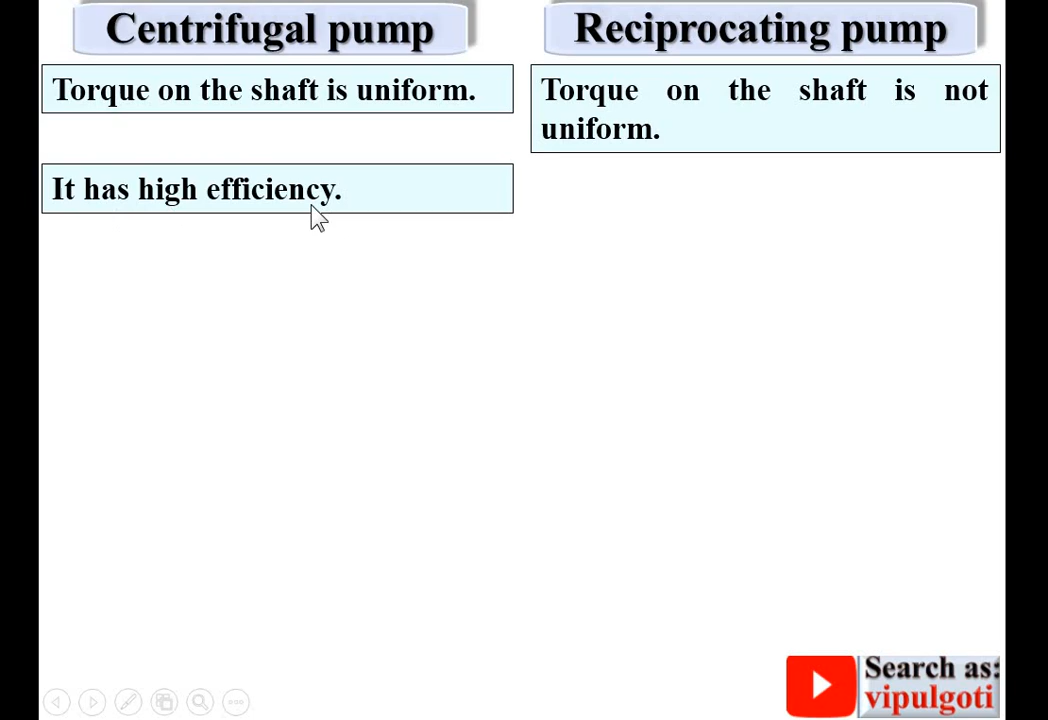 Centrifugal pump
Reciprocating pump
Torque on the shaft is uniform.
Torque on the shaft is not
uniform.
It has high efficiency.
Search as:
vipulgoti